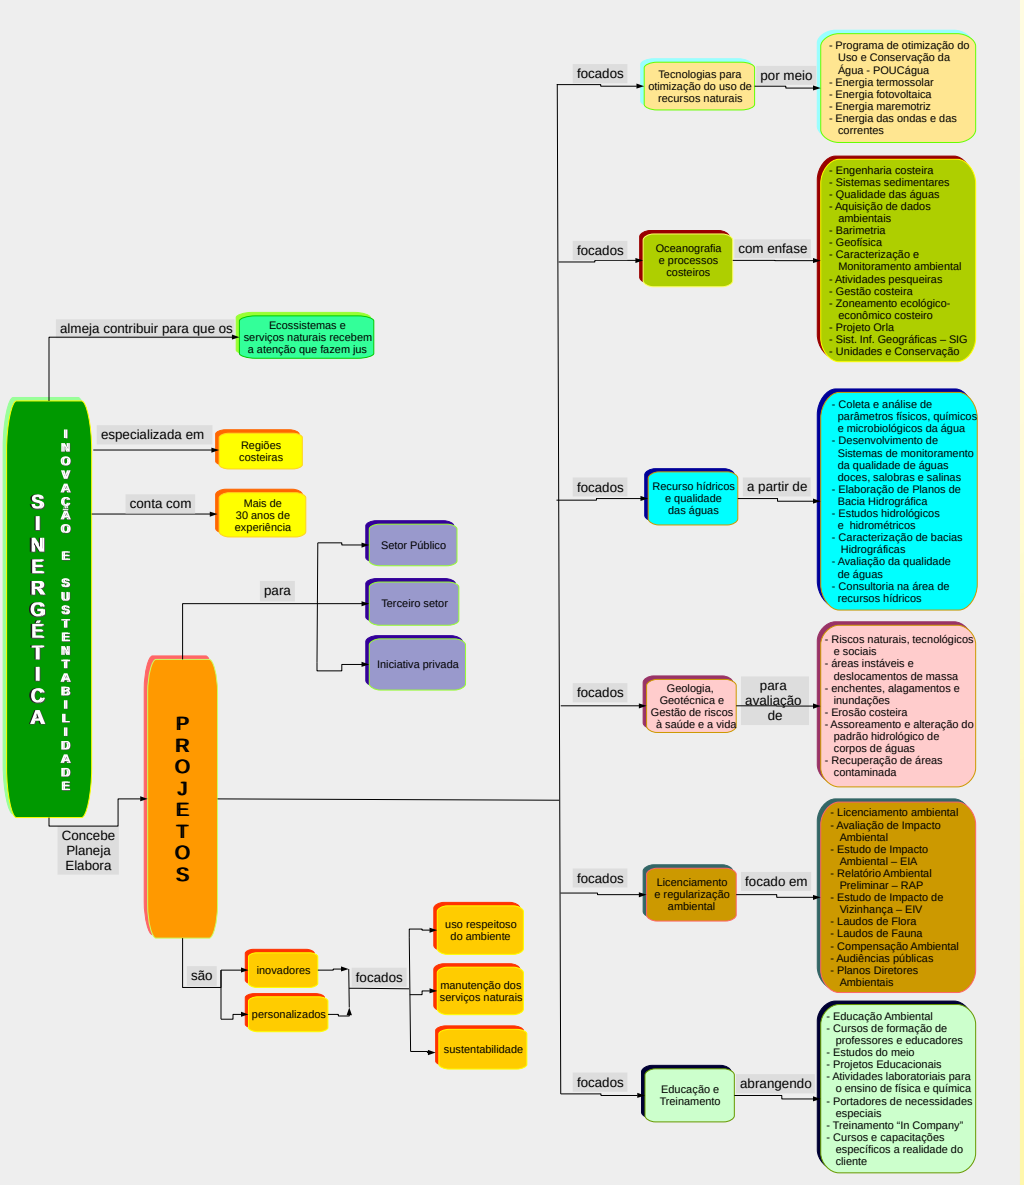 SINERGÉTICA
INOVAÇÃO E SUSTENTABILIDADE
almeja contribuir para que os
Ecossistemas e
serviços naturais recebem
a atenção que fazem jus
especializada em
Regiões
costeiras
conta com
Mais de
30 anos de
experiência
Concebe
Planeja
Elabora
PROJETOS
para
Setor Público
Terceiro setor
Iniciativa privada
são
inovadores
personalizados
focados
uso respeitoso
do ambiente
manutenção dos
serviços naturais
sustentabilidade
focados
Tecnologias para
otimização do uso de
recursos naturais
por meio
- Programa de otimização do
Uso e Conservação da
Água - POUCágua
- Energia termossolar
- Energia fotovoltaica
- Energia maremotriz
- Energia das ondas e das
correntes
focados
Oceanografia
e processos
costeiros
com enfase
- Engenharia costeira
- Sistemas sedimentares
- Qualidade das águas
- Aquisição de dados
ambientais
- Barimetria
- Geofísica
- Caracterização e
Monitoramento ambiental
- Atividades pesqueiras
- Gestão costeira
- Zoneamento ecológico-
econômico costeiro
- Projeto Orla
- Sist. Inf. Geográficas – SIG
- Unidades e Conservação
focados
Recurso hídricos
e qualidade
das águas
a partir de
- Coleta e análise de
parâmetros físicos, químicos
e microbiológicos da água
- Desenvolvimento de
Sistemas de monitoramento
da qualidade de águas
doces, salobras e salinas
- Elaboração de Planos de
Bacia Hidrográfica
- Estudos hidrológicos
e hidrométricos
- Caracterização de bacias
Hidrográficas
- Avaliação da qualidade
de águas
- Consultoria na área de
recursos hídricos
focados
Geologia,
Geotécnica e
Gestão de riscos
à saúde e a vida
para
avaliação
de
- Riscos naturais, tecnológicos
e sociais
- áreas instáveis e
deslocamentos de massa
- enchentes, alagamentos e
inundações
- Erosão costeira
- Assoreamento e alteração do
padrão hidrológico de
corpos de águas
- Recuperação de áreas
contaminada
focados
Licenciamento
e regularização
ambiental
focado em
- Licenciamento ambiental
- Avaliação de Impacto
Ambiental
- Estudo de Impacto
Ambiental – EIA
- Relatório Ambiental
Preliminar – RAP
- Estudo de Impacto de
Vizinhança – EIV
- Laudos de Flora
- Laudos de Fauna
- Compensação Ambiental
- Audiências públicas
- Planos Diretores
Ambientais
focados
Educação e
Treinamento
abrangendo
- Educação Ambiental
- Cursos de formação de
professores e educadores
- Estudos do meio
- Projetos Educacionais
- Atividades laboratoriais para
o ensino de física e química
- Portadores de necessidades
especiais
- Treinamento “In Company”
- Cursos e capacitações
específicos a realidade do
cliente